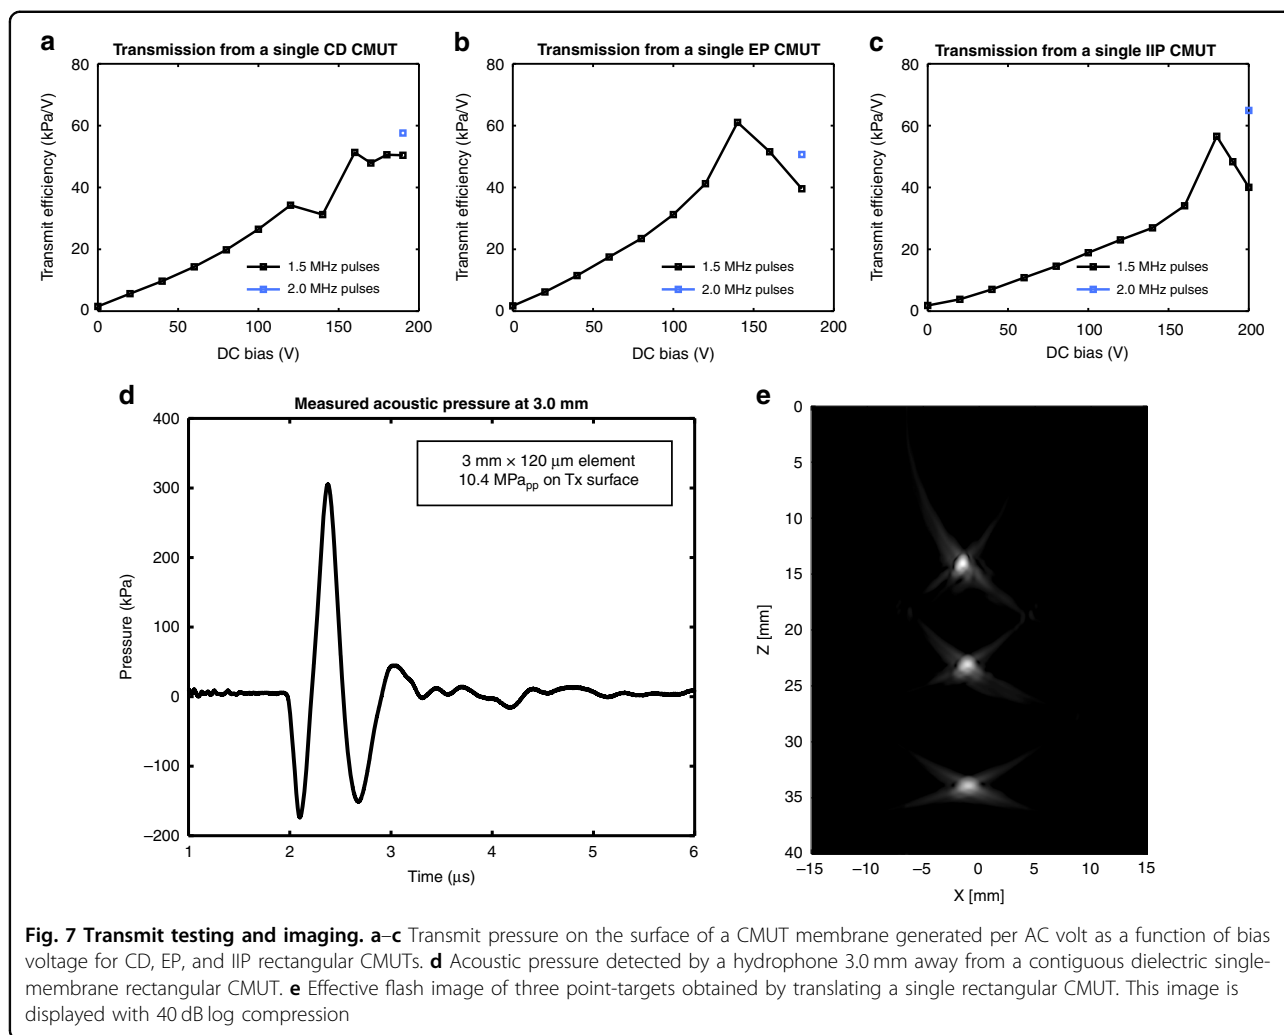 a
Transmission from a single CD CMUT
80
60
40
20
0
Transmit efficiency (kPa/V)
1.5 MHz pulses
2.0 MHz pulses
0 50 100 150 200
DC bias (V)
b
Transmission from a single EP CMUT
80
60
40
20
0
Transmit efficiency (kPa/V)
1.5 MHz pulses
2.0 MHz pulses
0 50 100 150 200
DC bias (V)
c
Transmission from a single IIP CMUT
80
60
40
20
0
Transmit efficiency (kPa/V)
1.5 MHz pulses
2.0 MHz pulses
0 50 100 150 200
DC bias (V)
d
Measured acoustic pressure at 3.0 mm
400
300
200
100
0
−100
−200
Pressure (kPa)
3 mm × 120 μm element
10.4 MPapp on Tx surface
1 2 3 4 5 6
Time (μs)
e
0
5
10
15
20
25
30
35
40
Z [mm]
−15 −10 −5 0 5 10 15
X [mm]
Fig. 7 Transmit testing and imaging. a–c Transmit pressure on the surface of a CMUT membrane generated per AC volt as a function of bias
voltage for CD, EP, and IIP rectangular CMUTs. d Acoustic pressure detected by a hydrophone 3.0 mm away from a contiguous dielectric single-
membrane rectangular CMUT. e Effective flash image of three point-targets obtained by translating a single rectangular CMUT. This image is
displayed with 40 dB log compression